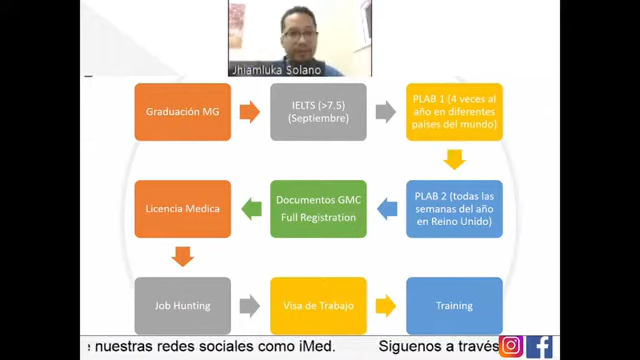 Jhiamluka Solano
Graduación MG
IELTS (>7.5)
(Septiembre)
PLAB 1 (4 veces al
año en diferentes
países del mundo)
Licencia Medica
Documentos GMC
Full Registration
PLAB 2 (todas las
semanas del año
en Reino Unido)
Job Hunting
Visa de Trabajo
Training
e nuestras redes sociales como iMed. Siguenos a través